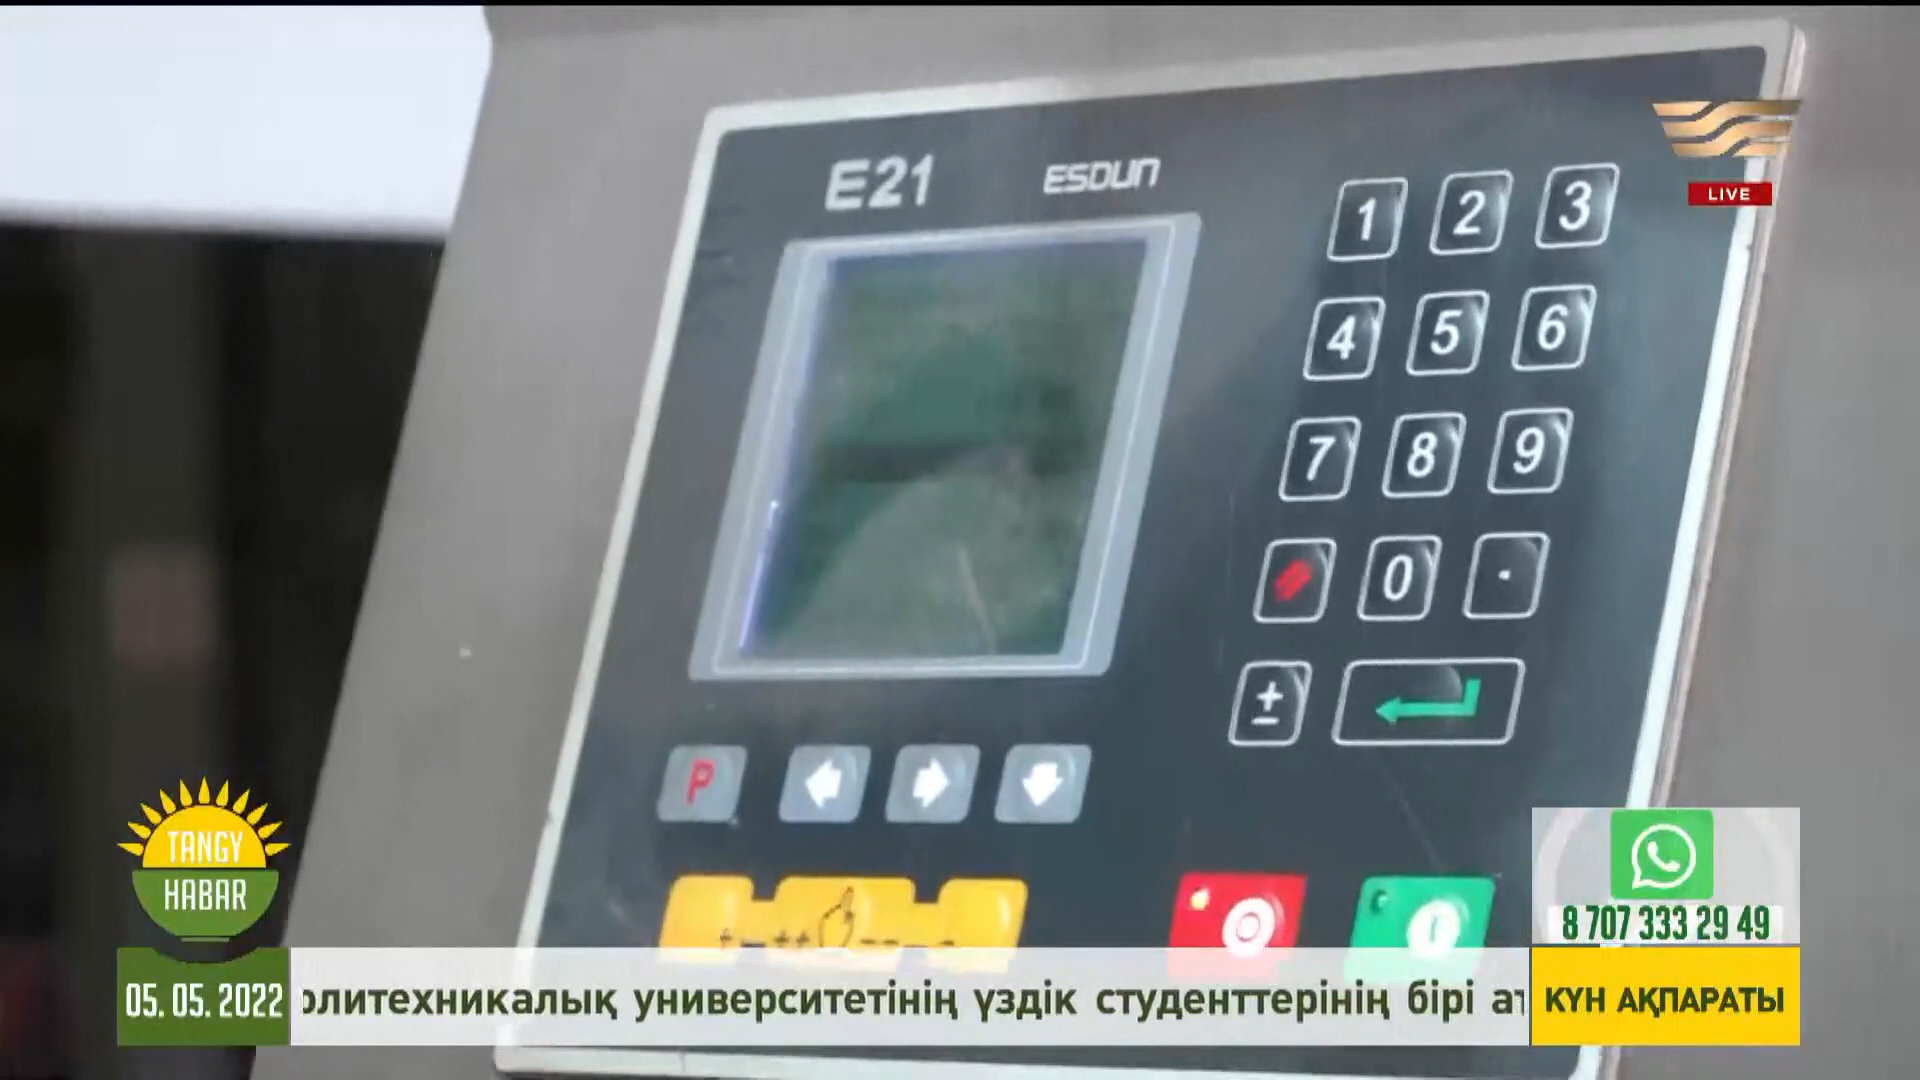 E21 ESDUN
1 2 3
4 5 6
7 8 9
0 .
±
P
LIVE
TANGY
HABAR
8 707 333 29 49
05. 05. 2022
университетінің үздік студенттерінің бірі
КҮН АҚПАРАТЫ